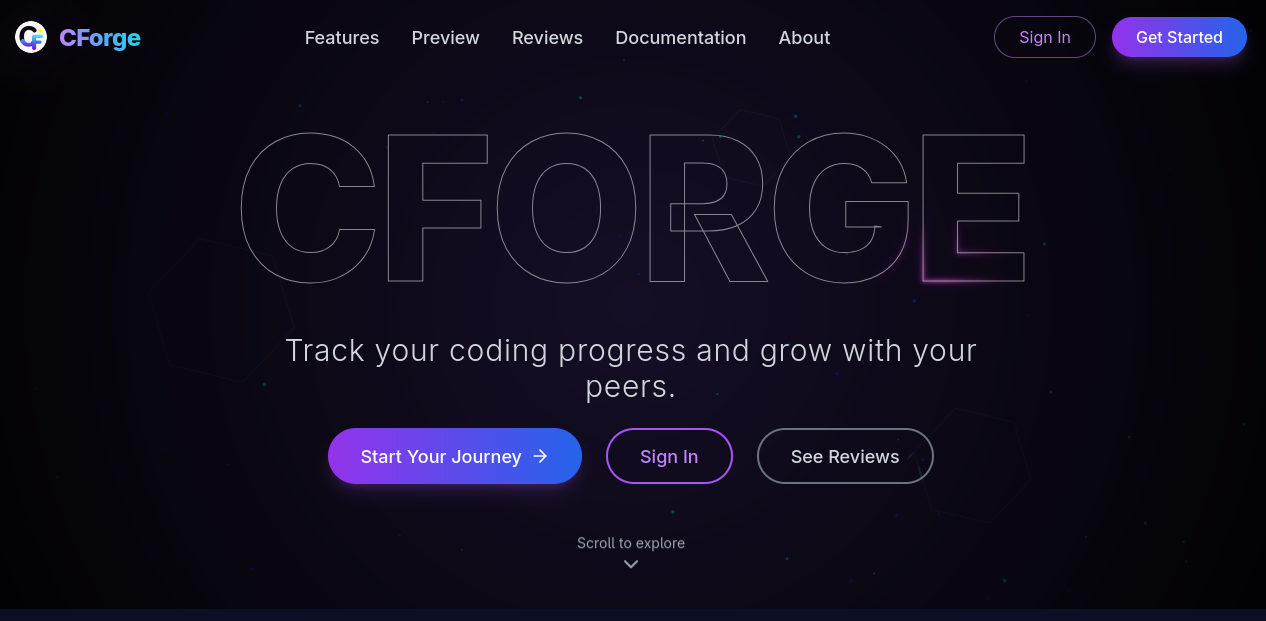 CForge
Features
Preview
Reviews
Documentation
About
Sign In
Get Started
CFORGE
Track your coding progress and grow with your
peers.
Start Your Journey
Sign In
See Reviews
Scroll to explore